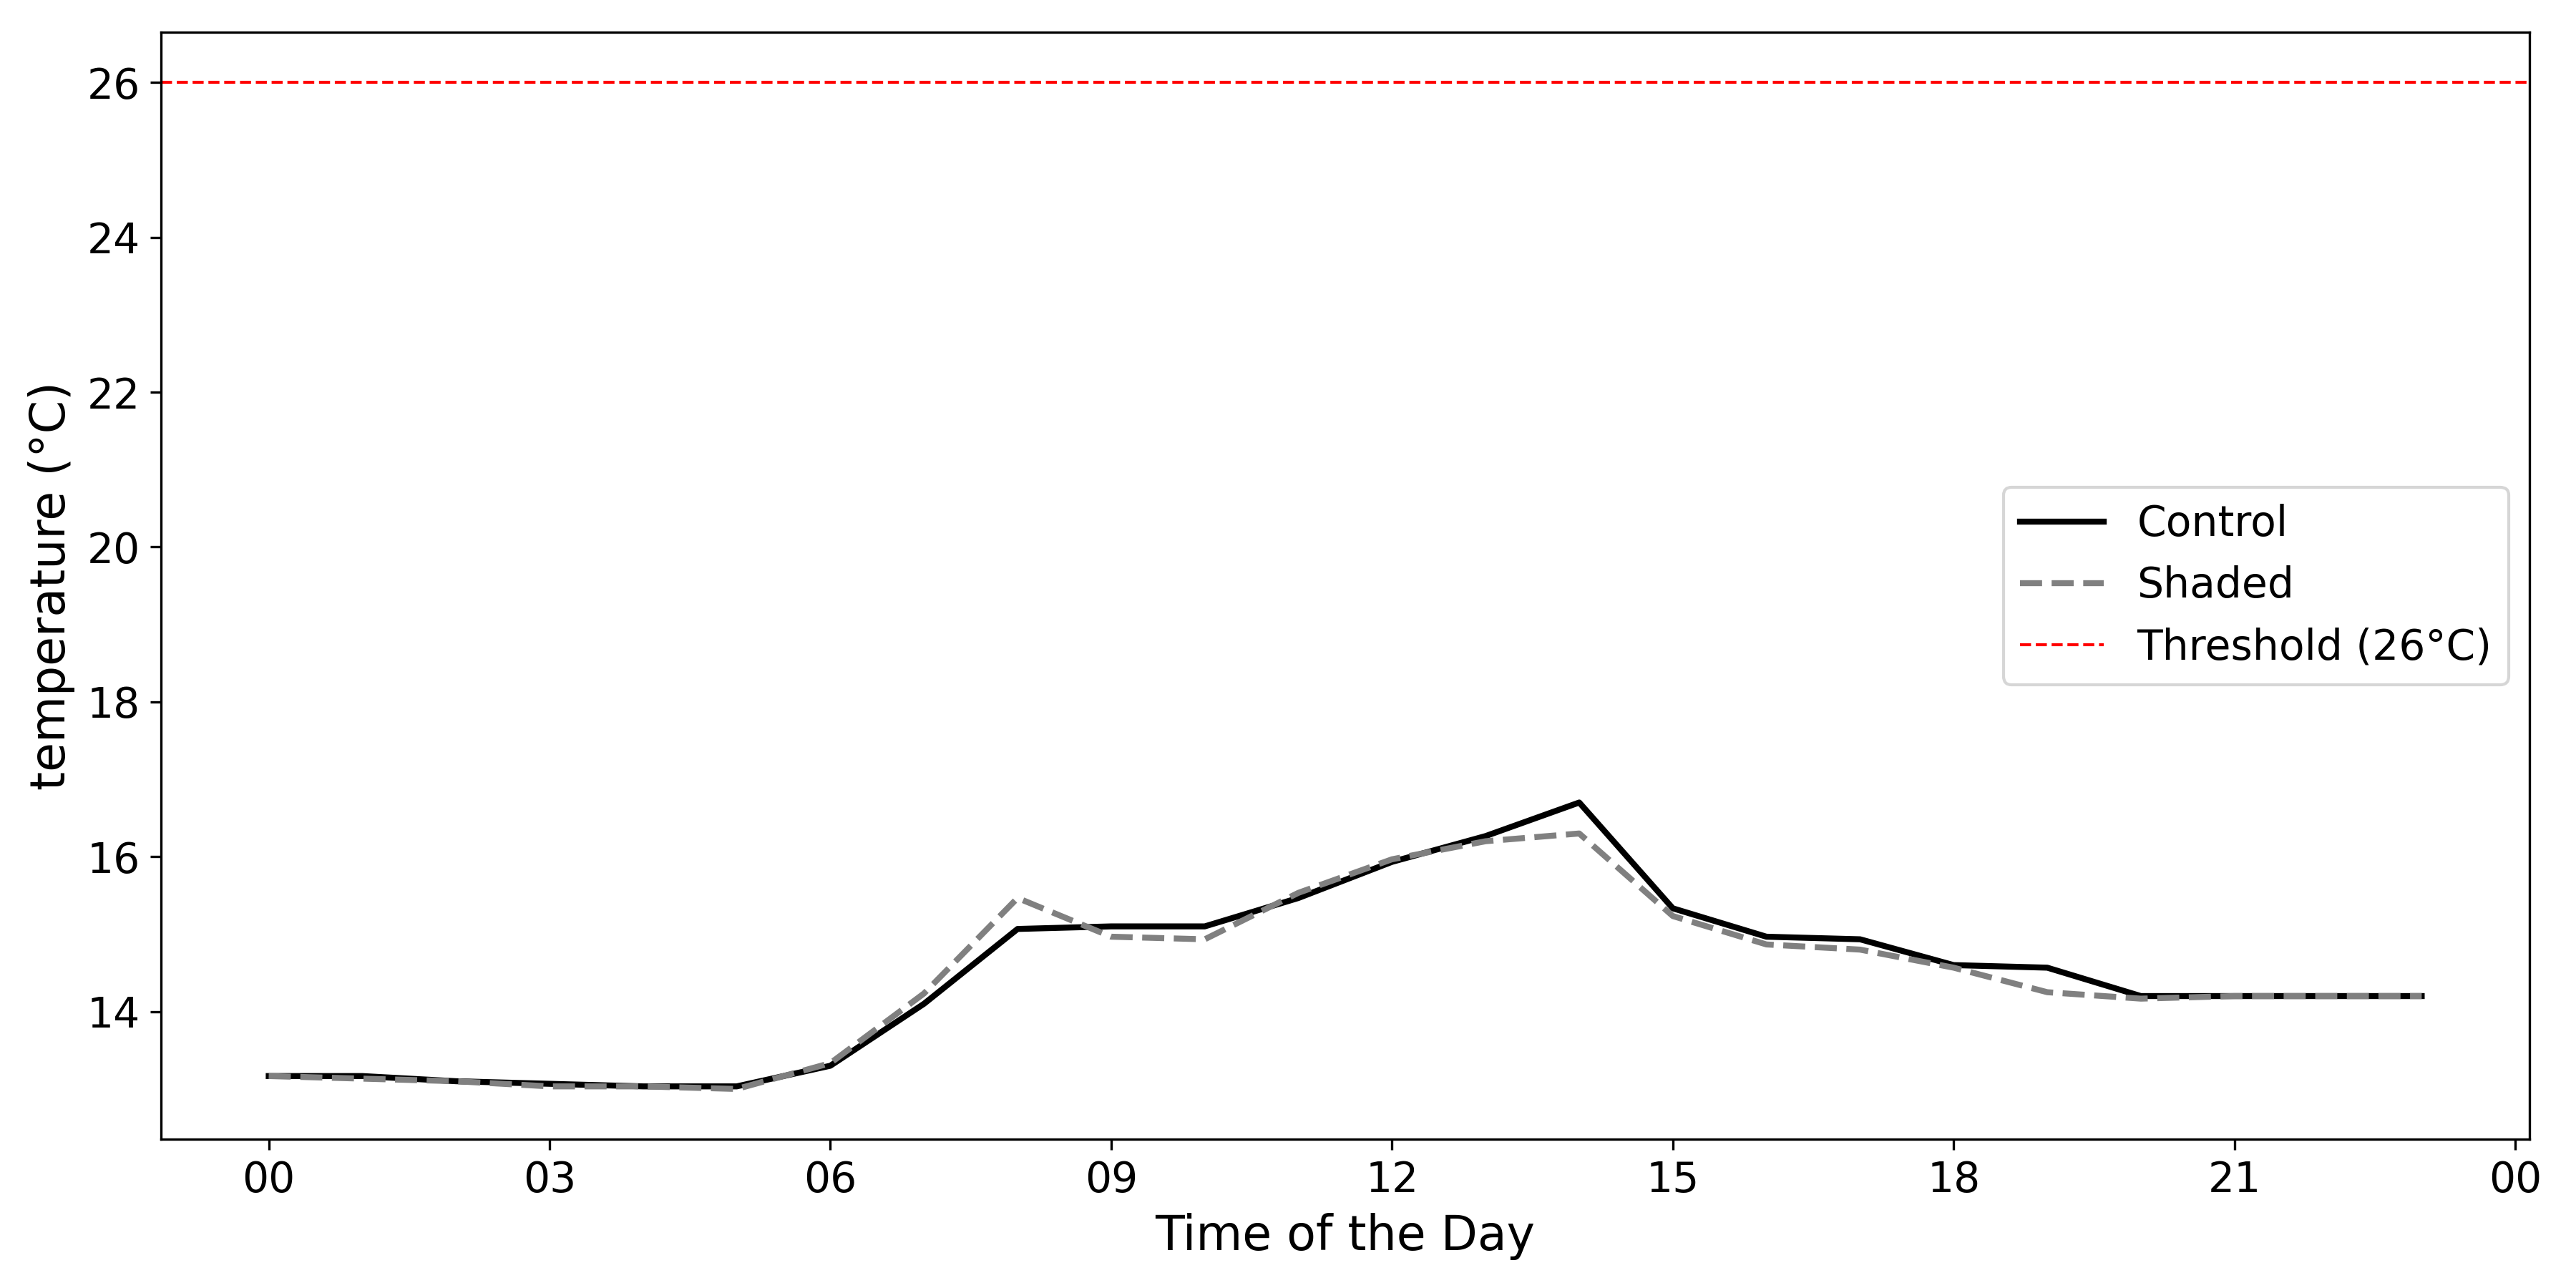 26
24
22
20
18
16
14
temperature (°C)
Control
Shaded
Threshold (26°C)
00 03 06 09 12 15 18 21 00
Time of the Day